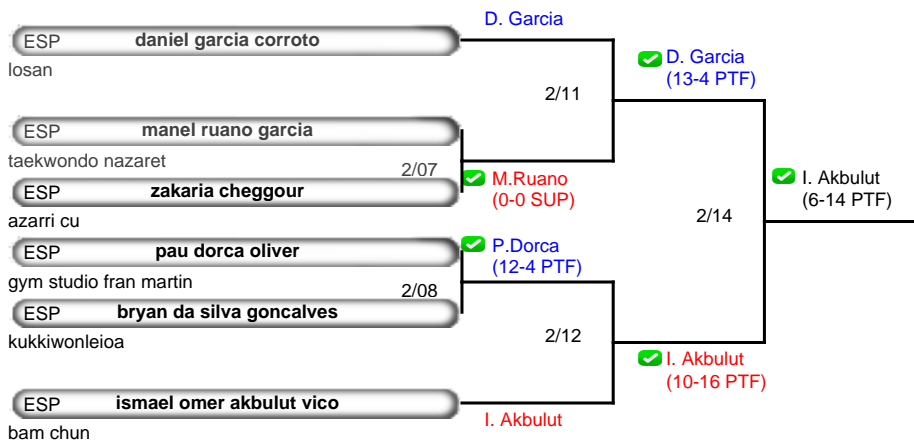 D. Garcia
ESP daniel garcia corroto
losan
D. Garcia
(13-4 PTF)
2/11
ESP manel ruano garcia
taekwondo nazaret
2/07
M.Ruano
(0-0 SUP)
I. Akbulut
(6-14 PTF)
ESP zakaria cheggour
azarri cu
2/14
ESP pau dorca oliver
P.Dorca
(12-4 PTF)
gym studio fran martin
2/08
ESP bryan da silva goncalves
kukkiwonleioa
2/12
I. Akbulut
(10-16 PTF)
ESP ismael omer akbulut vico
I. Akbulut
bam chun